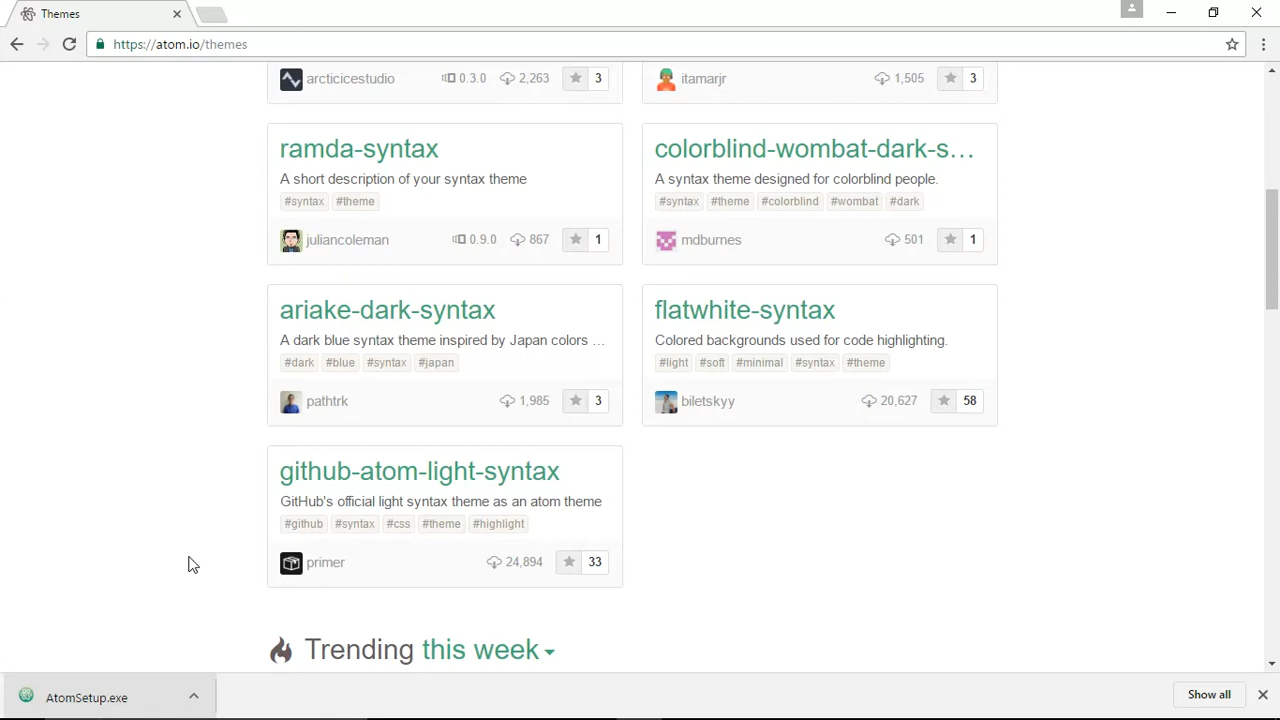 Themes
https://atom.io/themes
arcticicestudio 0.3.0 2,263 3
itamarjr 1,505 3
ramda-syntax
A short description of your syntax theme
#syntax #theme
juliancoleman 0.9.0 867 1
colorblind-wombat-dark-s...
A syntax theme designed for colorblind people.
#syntax #theme #colorblind #wombat #dark
mdburnes 501 1
ariake-dark-syntax
A dark blue syntax theme inspired by Japan colors ...
#dark #blue #syntax #japan
pathtrk 1,985 3
flatwhite-syntax
Colored backgrounds used for code highlighting.
#light #soft #minimal #syntax #theme
biletskyy 20,627 58
github-atom-light-syntax
GitHub's official light syntax theme as an atom theme
#github #syntax #css #theme #highlight
primer 24,894 33
Trending this week
AtomSetup.exe
Show all